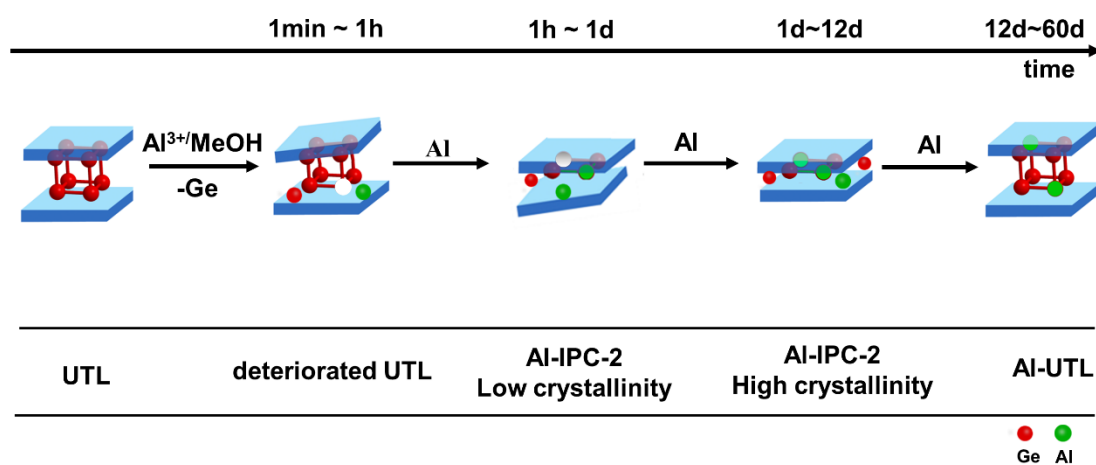 1min ~ 1h
1h ~ 1d
1d~12d
12d~60d
time
Al³⁺/MeOH
-Ge
Al
Al
Al
UTL
deteriorated UTL
Al-IPC-2
Low crystallinity
Al-IPC-2
High crystallinity
Al-UTL
Ge
Al